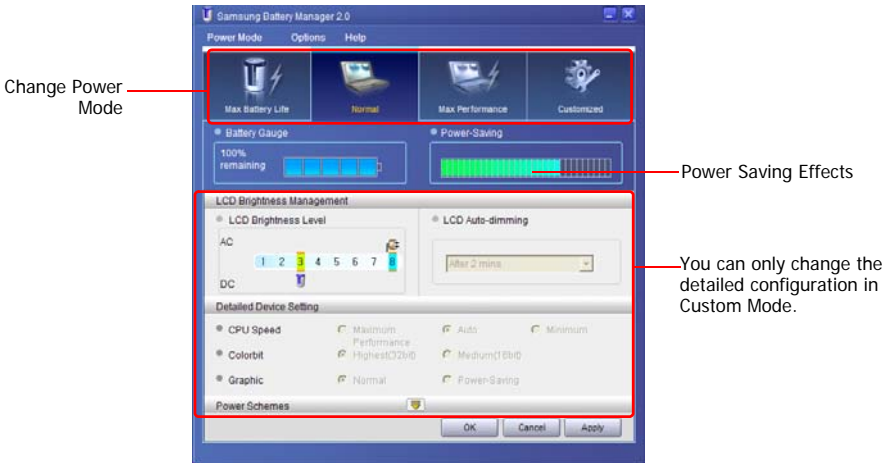 Samsung Battery Manager 2.0
Power Mode Options Help
Change Power
Mode
Max Battery Life Normal Max Performance Customized
Battery Gauge Power-Saving
100%
remaining
Power Saving Effects
LCD Brightness Management
LCD Brightness Level LCD Auto-dimming
AC
1 2 3 4 5 6 7 8
After 2 mins
DC
You can only change the
detailed configuration in
Custom Mode.
Detailed Device Setting
CPU Speed Maximum Auto Minimum
Performance
Colorbit Highest(32bit) Medium(16bit)
Graphic Normal Power-Saving
Power Schemes
OK Cancel Apply